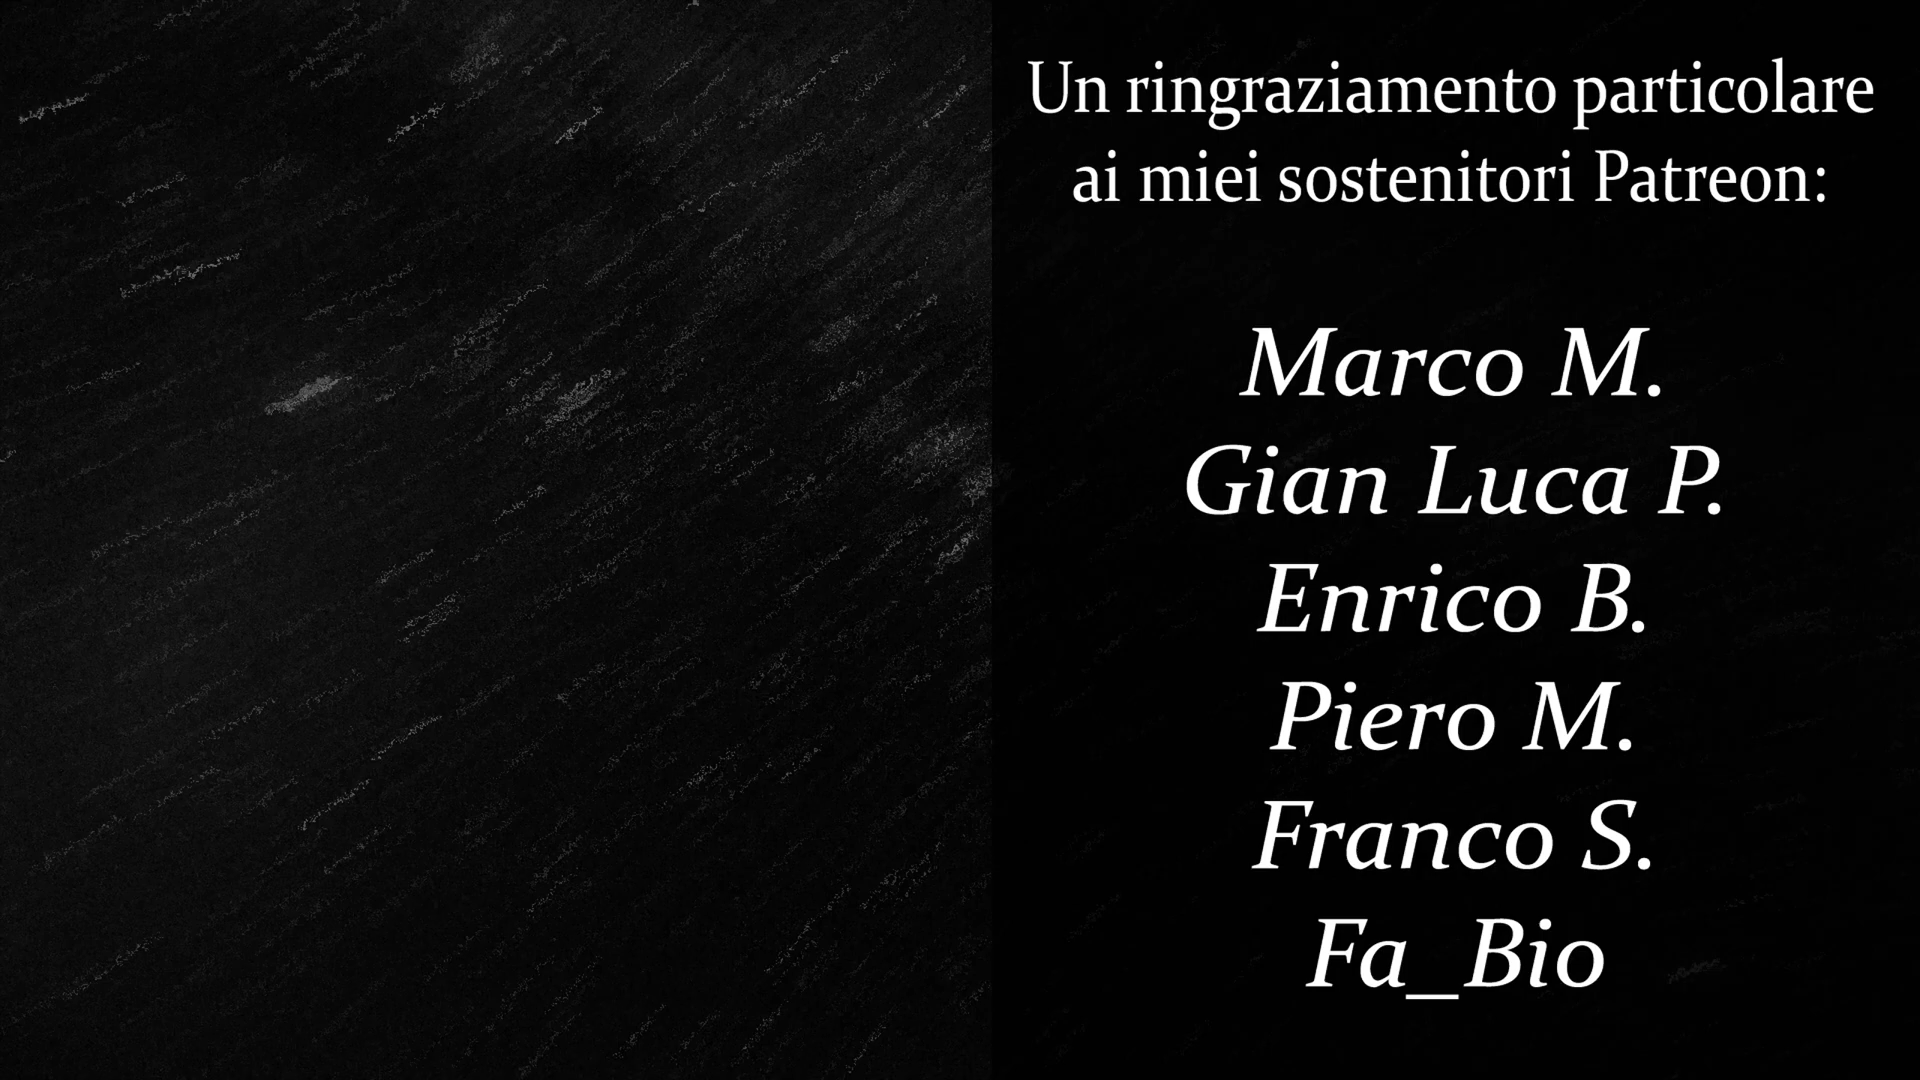 Un ringraziamento particolare
ai miei sostenitori Patreon:
Marco M.
Gian Luca P.
Enrico B.
Piero M.
Franco S.
Fa_Bio